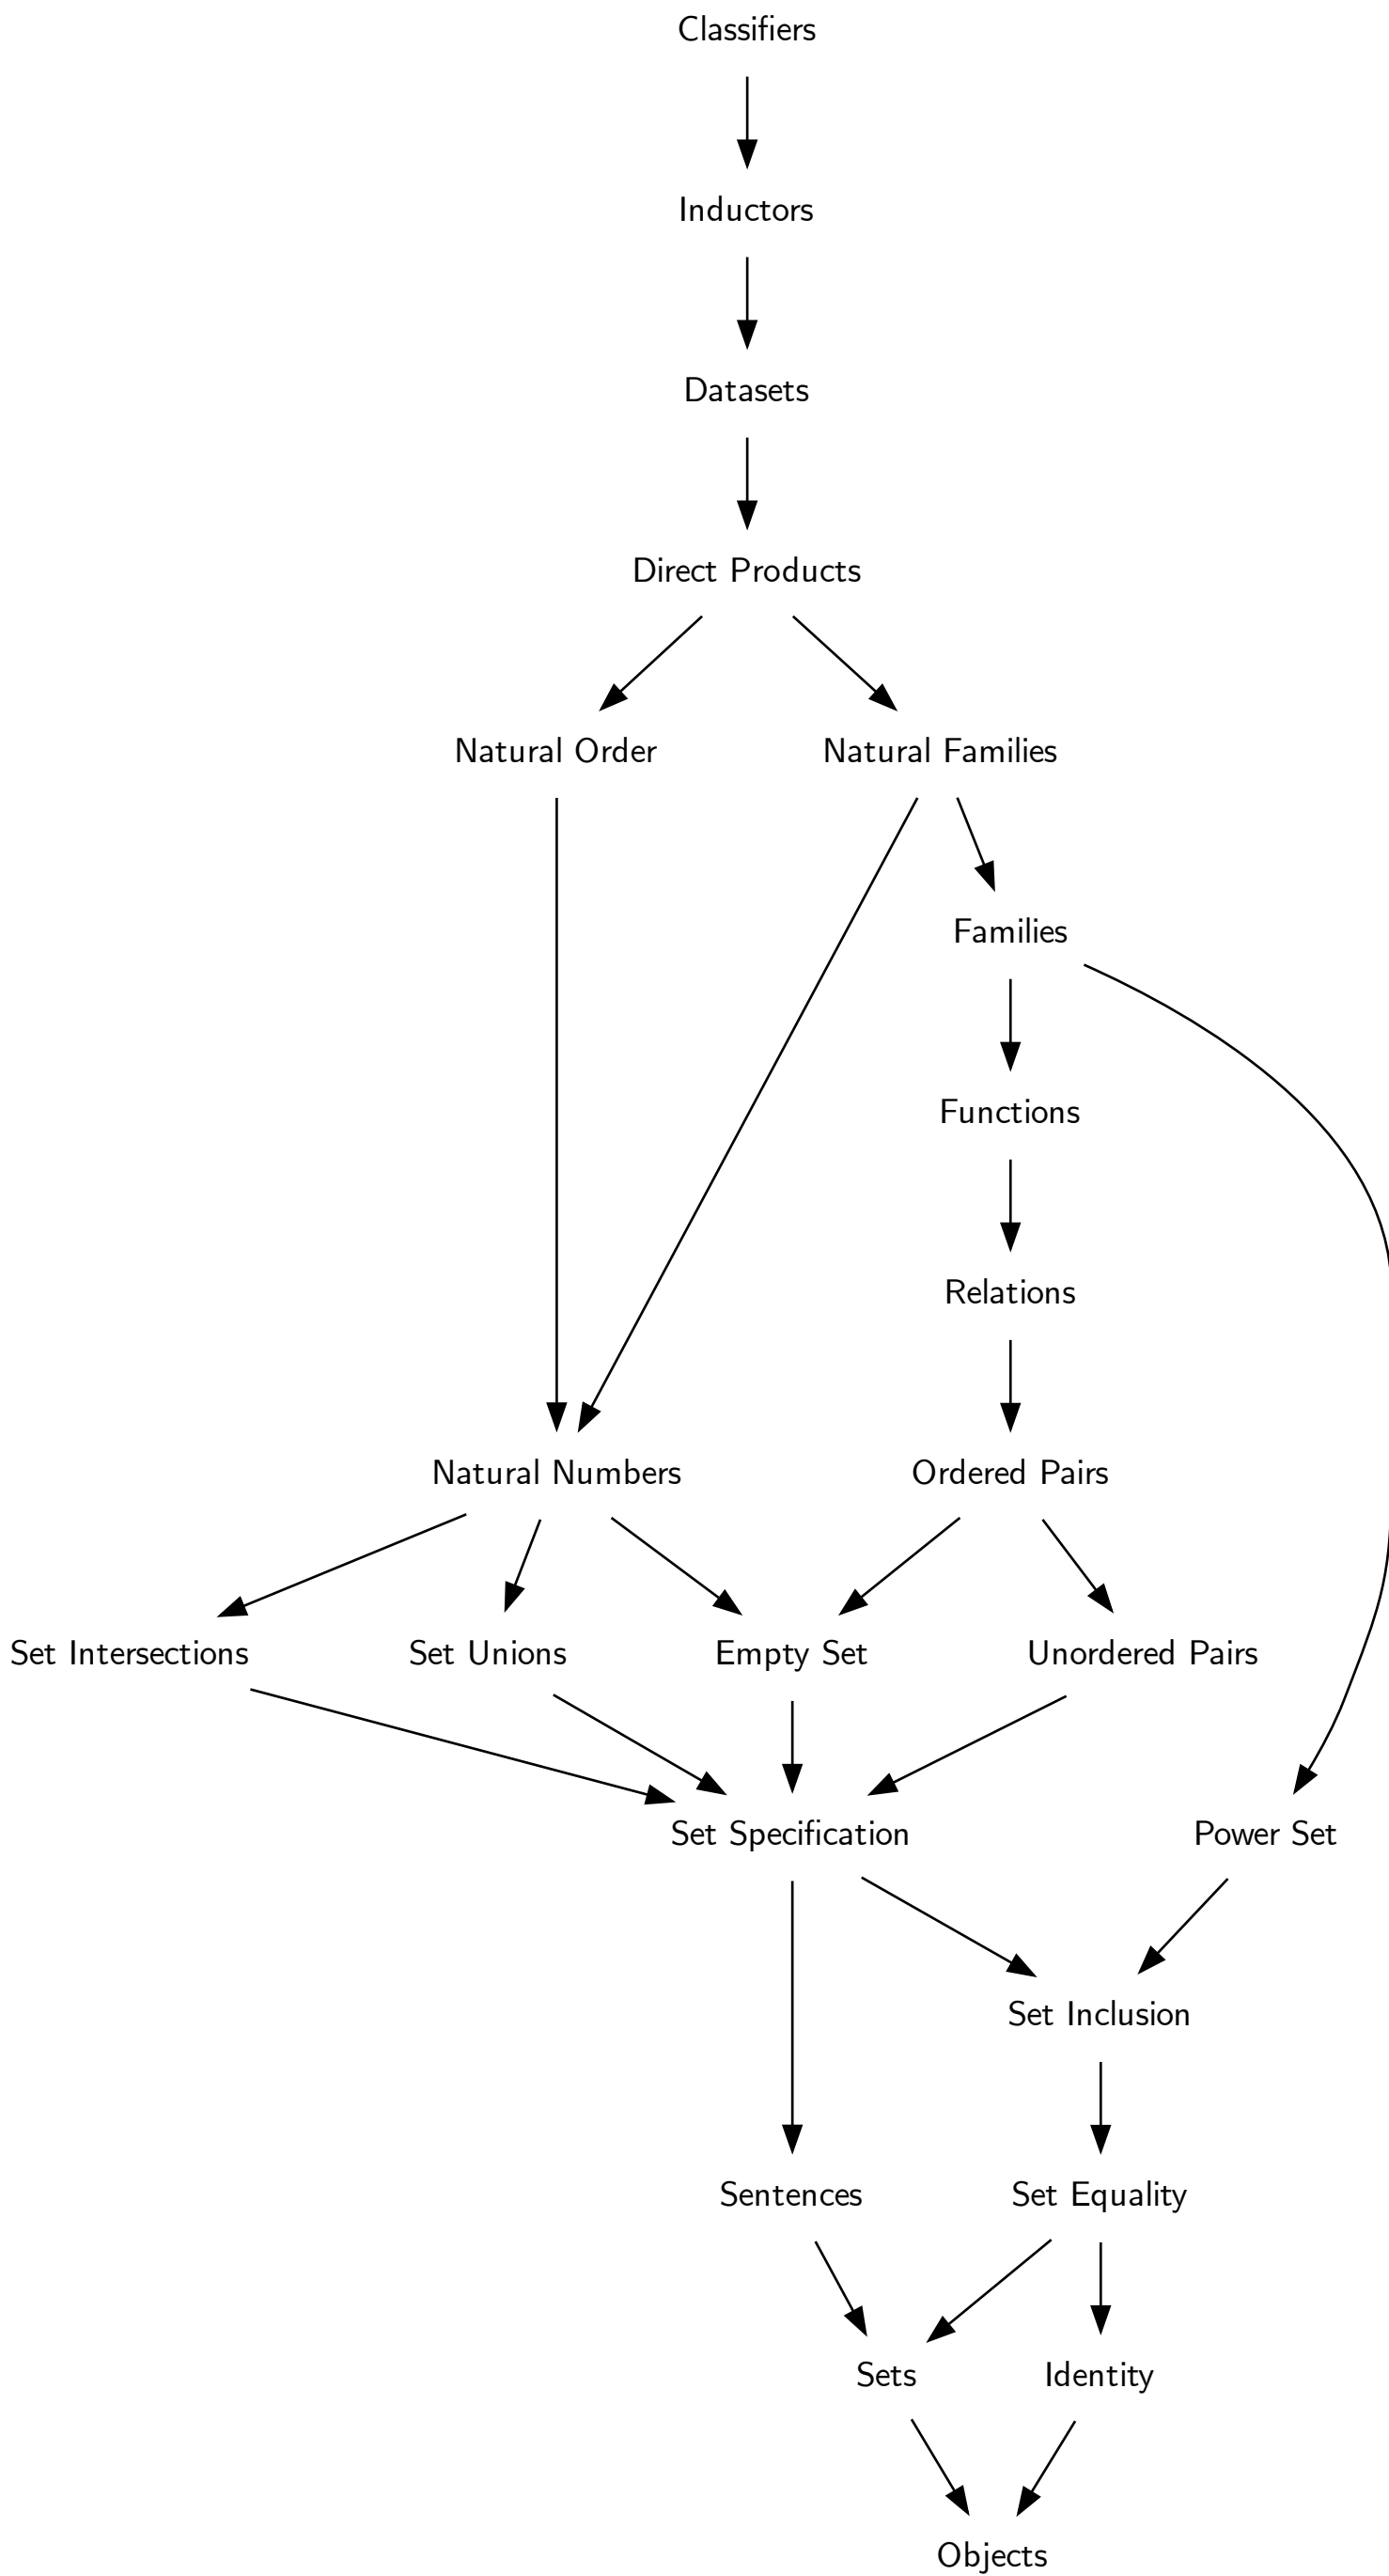 Classifiers
Inductors
Datasets
Direct Products
Natural Order
Natural Families
Families
Functions
Relations
Natural Numbers
Ordered Pairs
Set Intersections
Set Unions
Empty Set
Unordered Pairs
Set Specification
Power Set
Set Inclusion
Sentences
Set Equality
Sets
Identity
Objects